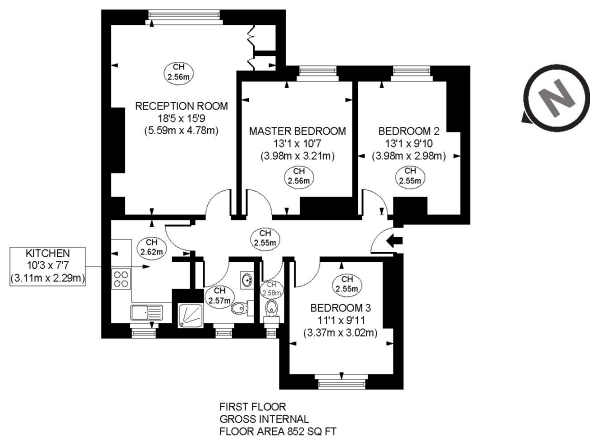 CH
2.56m
RECEPTION ROOM
18'5 x 15'9
(5.59m x 4.78m)
MASTER BEDROOM
13'1 x 10'7
(3.98m x 3.21m)
CH
2.56m
BEDROOM 2
13'1 x 9'10
(3.98m x 2.98m)
CH
2.55m
N
CH
2.62m
CH
2.55m
KITCHEN
10'3 x 7'7
(3.11m x 2.29m)
CH
2.57m
CH
2.58m
CH
2.55m
BEDROOM 3
11'1 x 9'11
(3.37m x 3.02m)
FIRST FLOOR
GROSS INTERNAL
FLOOR AREA 852 SQ FT